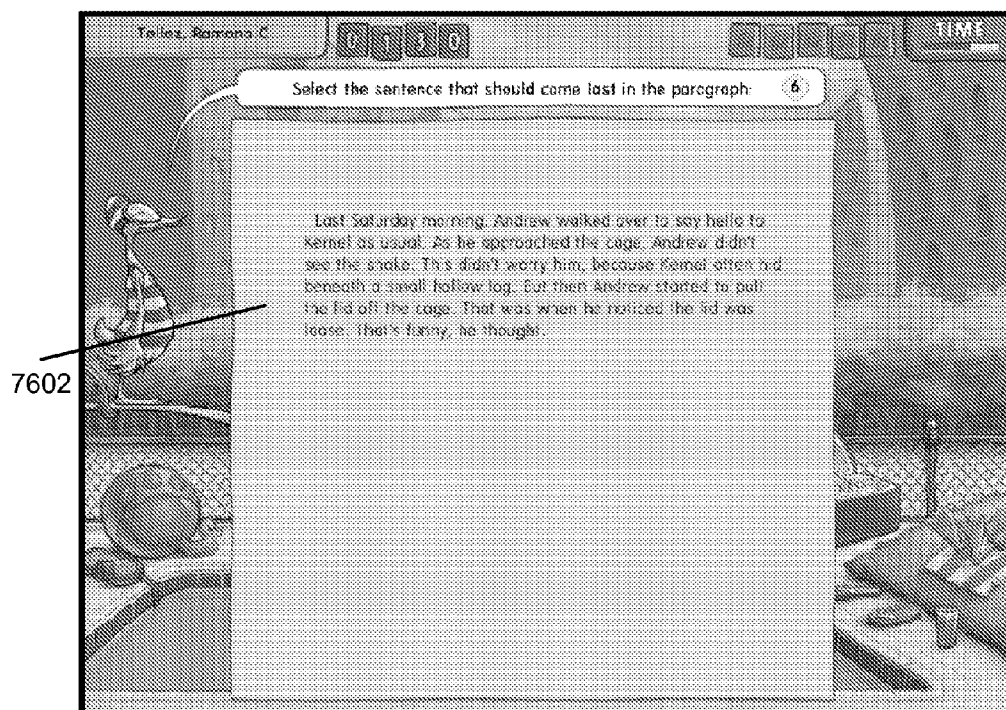 Tellez, Ramona C
0 1 3 0
TIME
Select the sentence that should come last in the paragraph:
6
Last Saturday morning, Andrew walked over to say hello to
Kernel as usual. As he approached the cage, Andrew didn't
see the snake. This didn't worry him, because Kernel often hid
beneath a small hollow log. But then Andrew started to pull
the lid off the cage. That was when he noticed the lid was
loose. That's funny, he thought.
7602